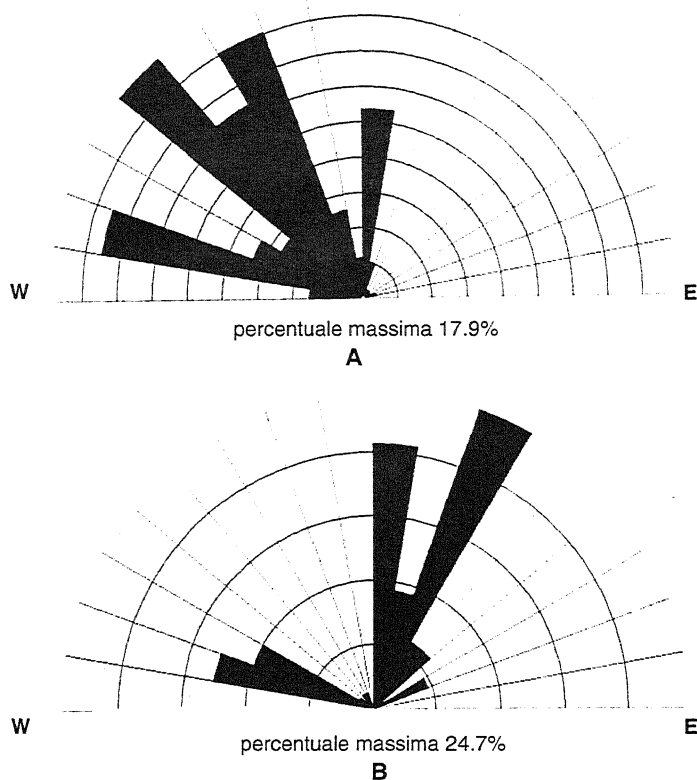 W E
percentuale massima 17.9%
A
W E
percentuale massima 24.7%
B